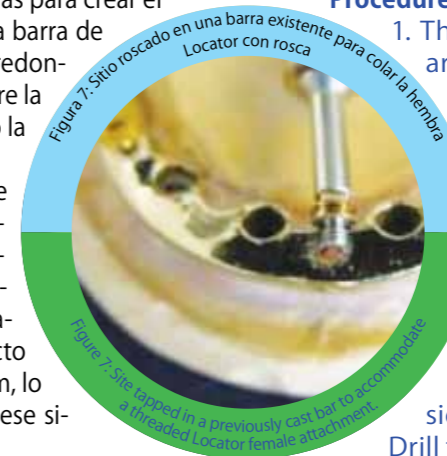 as para crear el
a barra de
redon-
re la
o la
e
-
-
-
a-
cto
m, lo
ese si-
Figura 7: Sitio roscado en una barra existente para colar la hembra
Locator con rosca
Figure 7: Site tapped in a previously cast bar to accommodate
a threaded Locator female attachment.
Procedure
1. Th
ar
Drill